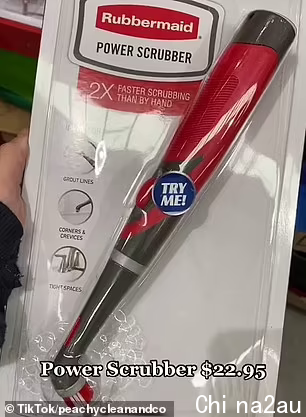 Rubbermaid
POWER SCRUBBER
2X FASTER SCRUBBING
THAN BY HAND
GROUT LINES
TRY
ME!
CORNERS &
CREVICES
TIGHT SPACES
Power Scrubber $22.95
© TikTok/peachycleanandco
Chi na2au